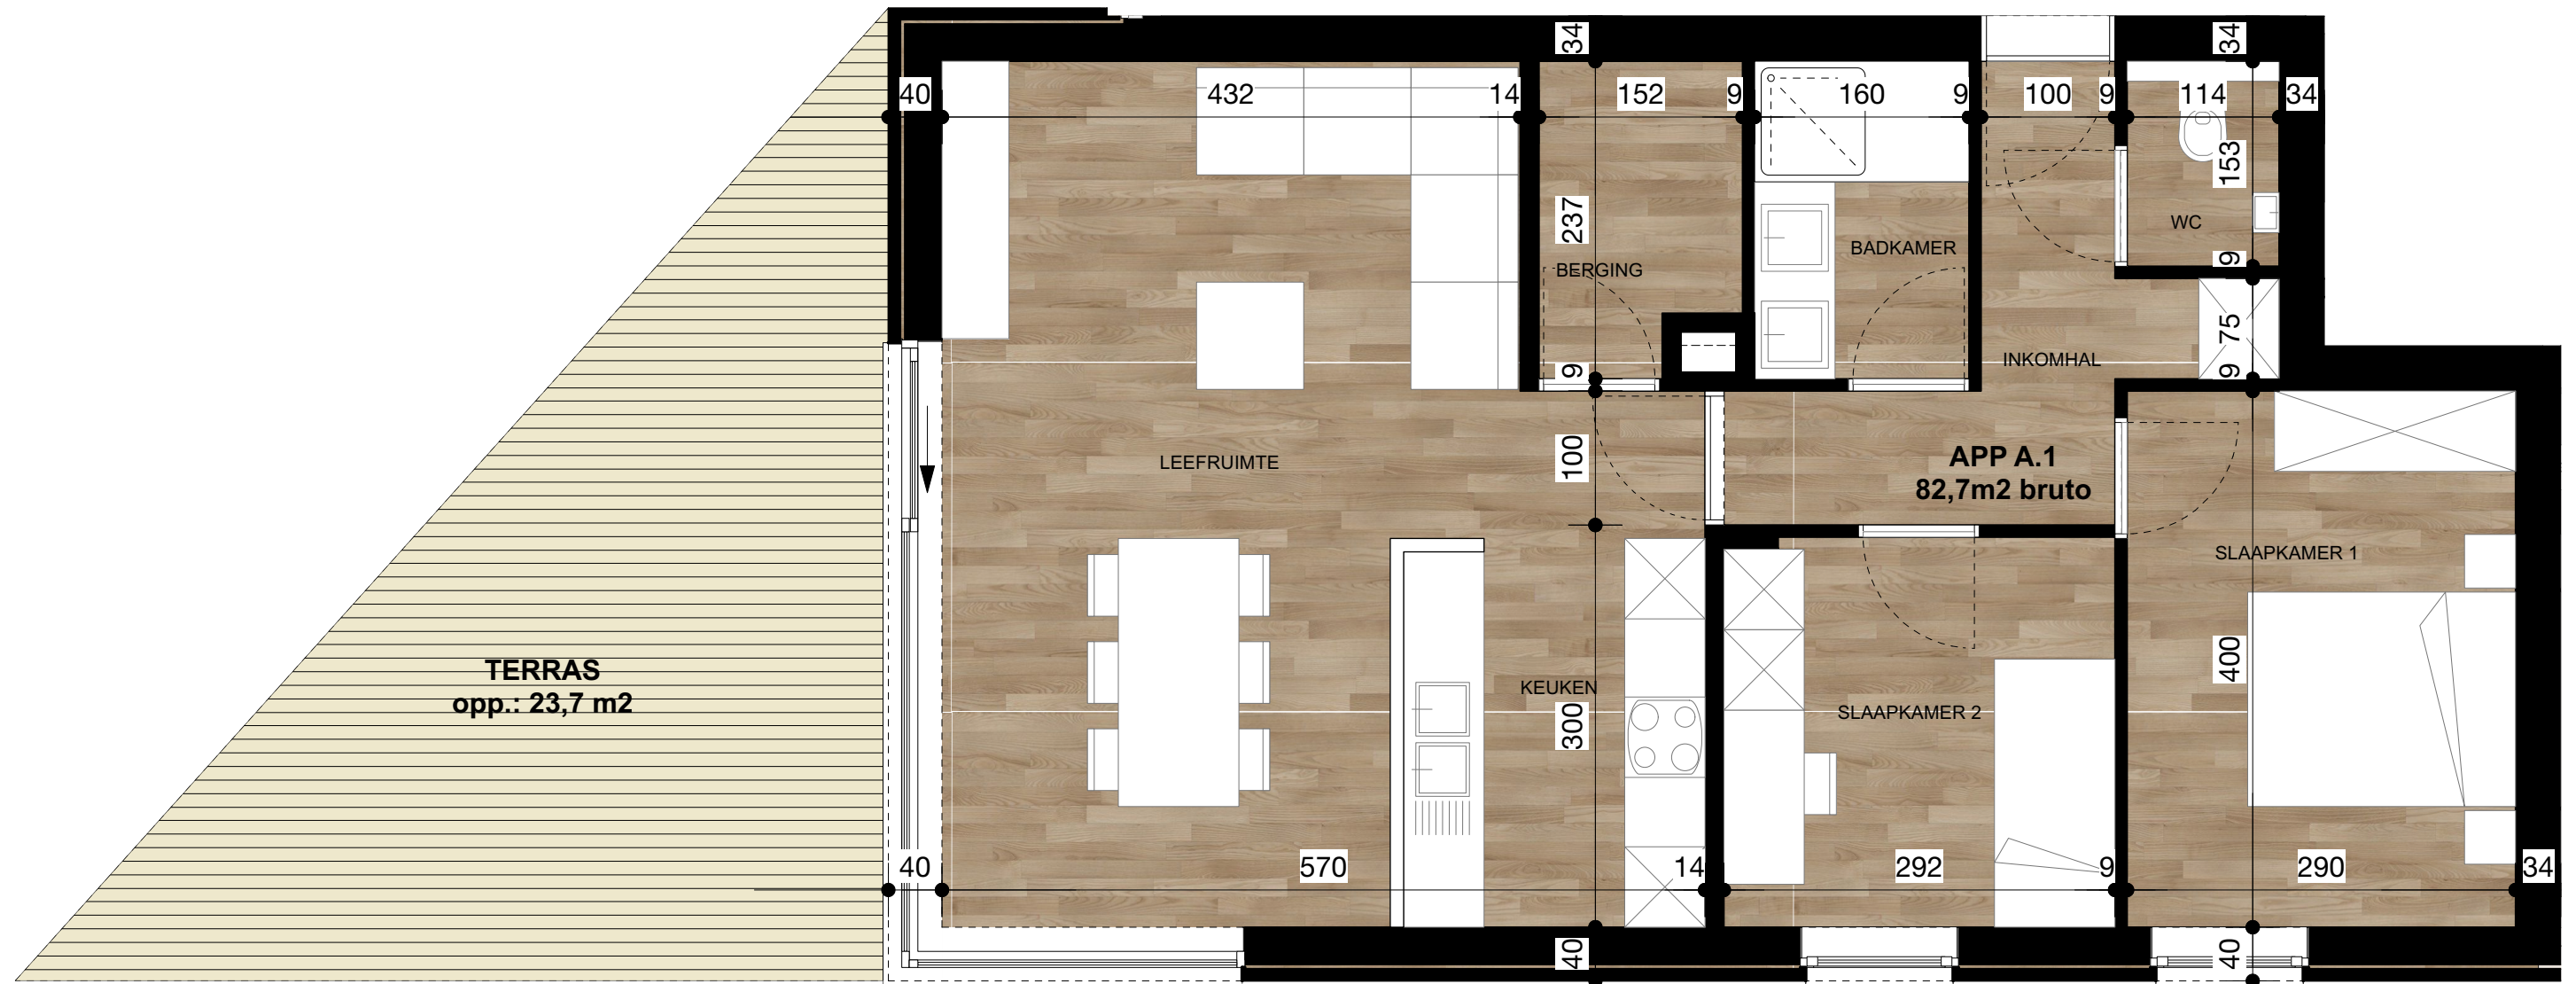 34
34
40
432
14
152
9
160
9
100
9
114
34
153
237
WC
BADKAMER
BERGING
9
75
INKOMHAL
9
9
100
LEEFRUIMTE
APP A.1
82,7m2 bruto
SLAAPKAMER 1
TERRAS
opp.: 23,7 m2
400
KEUKEN
300
SLAAPKAMER 2
40
570
14
292
9
290
34
40
40